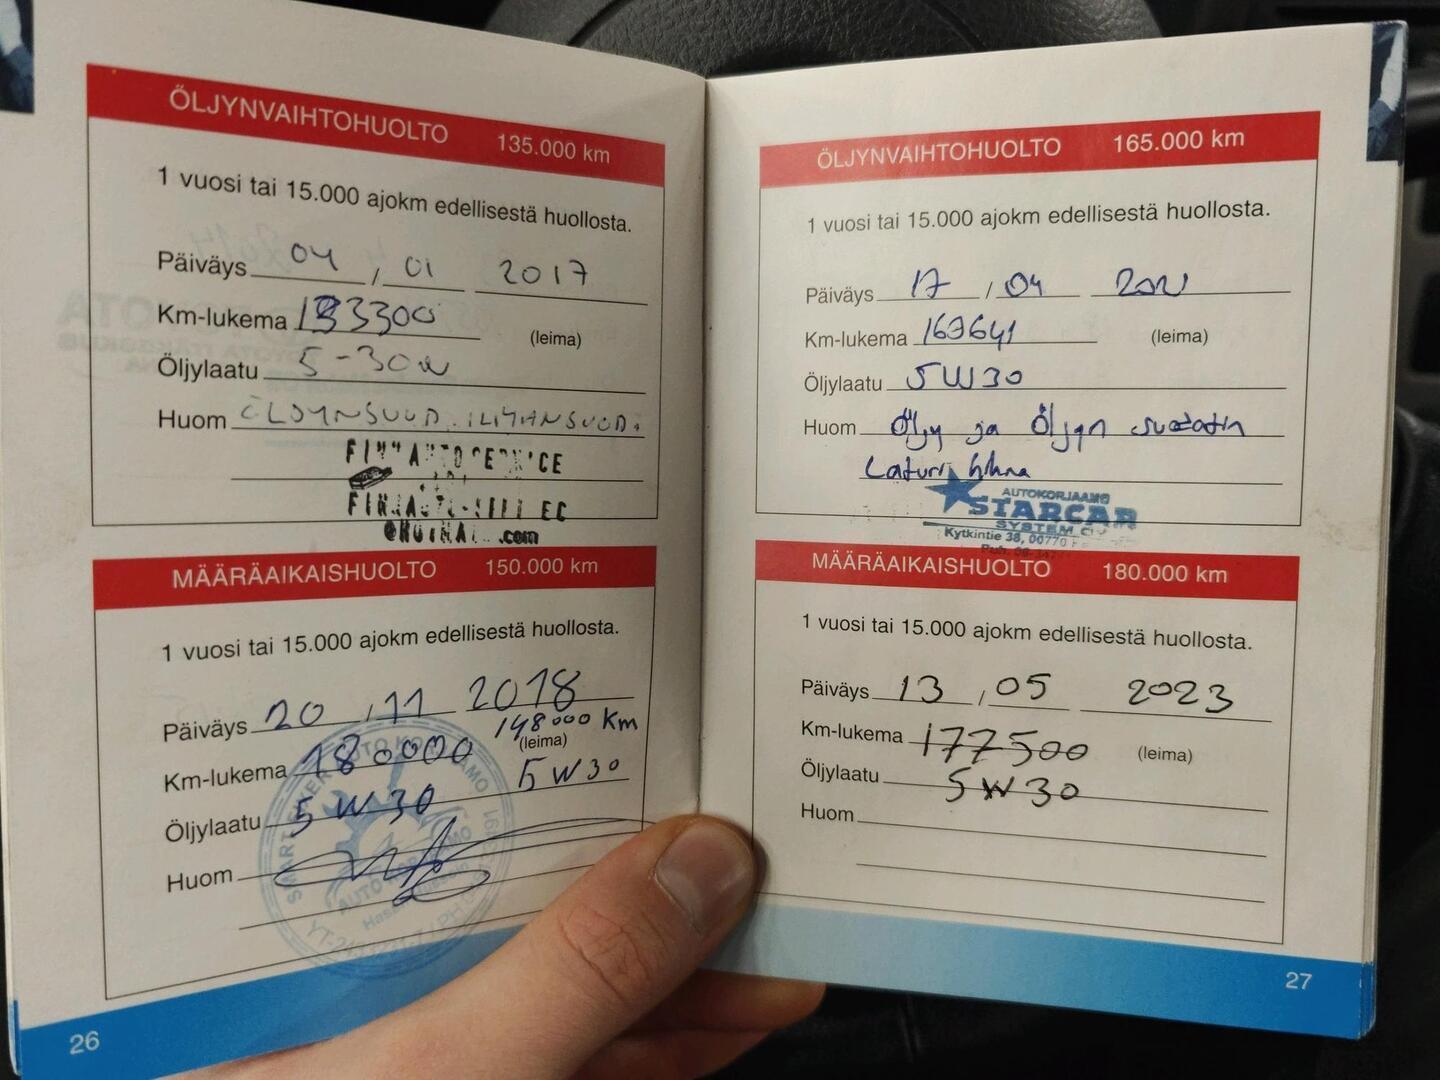 ÖLJYNVAIHTOHUOLTO 135.000 km
1 vuosi tai 15.000 ajokm edellisestä huollosta.
Päiväys 04 / 01 2017
Km-lukema 133300
(leima)
Öljylaatu 5-30w
Huom
MÄÄRÄAIKAISHUOLTO 150.000 km
1 vuosi tai 15.000 ajokm edellisestä huollosta.
Päiväys 20 , 11 2018
148000 Km
Km-lukema 180000 (leima)
Öljylaatu 5W30 5W30
Huom
26
ÖLJYNVAIHTOHUOLTO 165.000 km
1 vuosi tai 15.000 ajokm edellisestä huollosta.
Päiväys 17 / 04
Km-lukema 163641 (leima)
Öljylaatu 5W30
Huom Öljy ja Öljyn suodatin
Laturi hihna
AUTOKORJAAMO
STARCAR
SYSTEM OY
Kytkintie 38, 00770
MÄÄRÄAIKAISHUOLTO 180.000 km
1 vuosi tai 15.000 ajokm edellisestä huollosta.
Päiväys 13 , 05 2023
Km-lukema 177500 (leima)
Öljylaatu 5W30
Huom
27